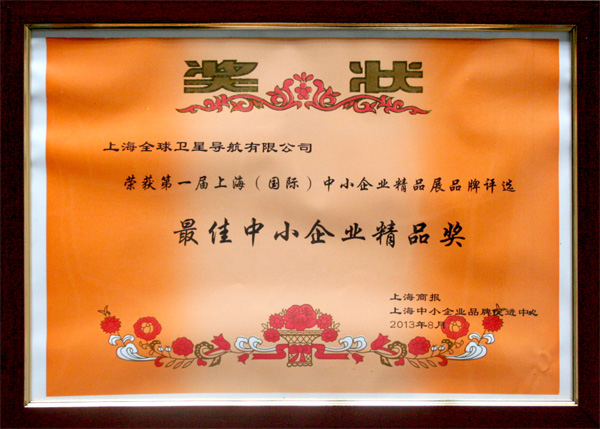 奖状
上海全球卫星导航有限公司
荣获第一届上海（国际）中小企业精品展品牌评选
最佳中小企业精品奖
上海商报
上海中小企业品牌促进中心
2013年8月